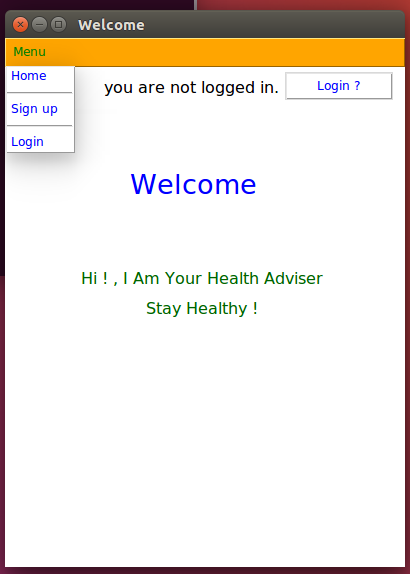 Welcome
Menu
Home
Sign up
Login
you are not logged in. Login ?
Welcome
Hi ! , I Am Your Health Adviser
Stay Healthy !